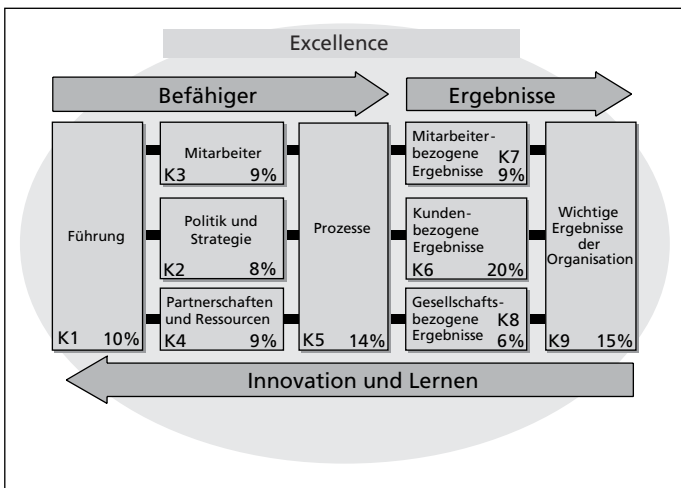 Excellence
Befähiger
Ergebnisse
Führung
K1 10%
Mitarbeiter
K3 9%
Politik und
Strategie
K2 8%
Partnerschaften
und Ressourcen
K4 9%
Prozesse
K5 14%
Mitarbeiter-
bezogene K7
Ergebnisse 9%
Kunden-
bezogene
Ergebnisse
K6 20%
Gesellschafts-
bezogene K8
Ergebnisse 6%
Wichtige
Ergebnisse
der
Organisation
K9 15%
Innovation und Lernen